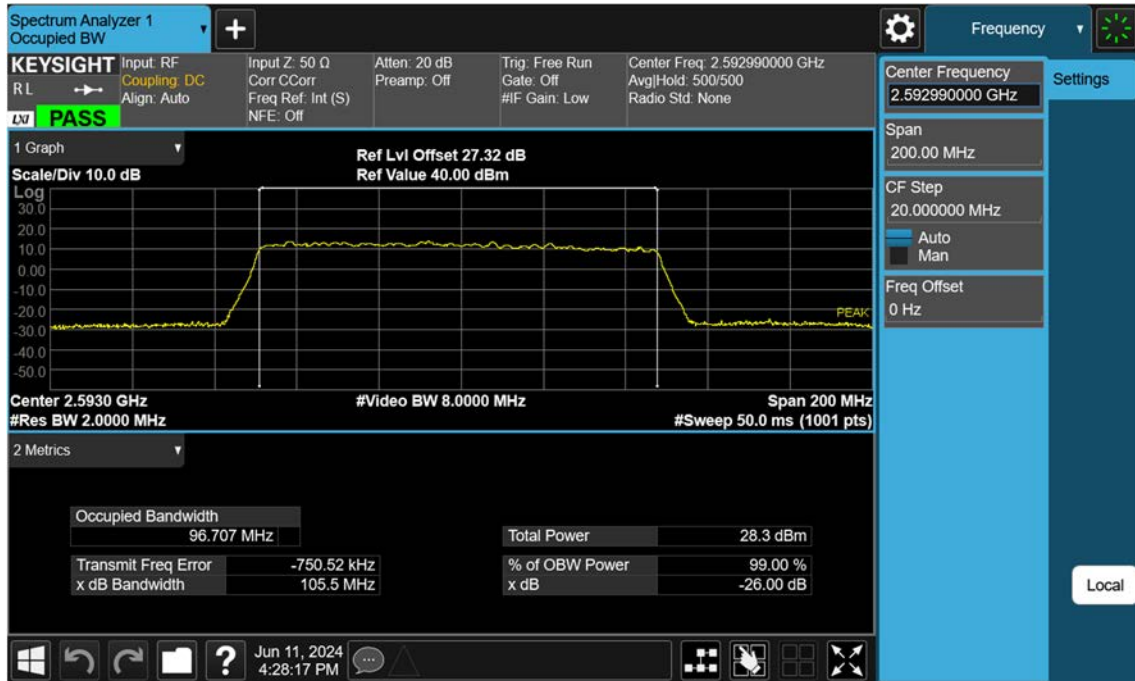 Spectrum Analyzer 1
Occupied BW
+
Frequency
KEYSIGHT
RL
LXI PASS
Input: RF
Coupling: DC
Align: Auto
Input Z: 50 Ω
Corr CCorr
Freq Ref: Int (S)
NFE: Off
Atten: 20 dB
Preamp: Off
Trig: Free Run
Gate: Off
#IF Gain: Low
Center Freq: 2.592990000 GHz
Avg|Hold: 500/500
Radio Std: None
Center Frequency
2.592990000 GHz
Settings
Span
200.00 MHz
CF Step
20.000000 MHz
Auto
Man
Freq Offset
0 Hz
Local
1 Graph
Scale/Div 10.0 dB
Ref Lvl Offset 27.32 dB
Ref Value 40.00 dBm
Log
30.0
20.0
10.0
0.00
-10.0
-20.0
-30.0
-40.0
-50.0
PEAK
Center 2.5930 GHz
#Video BW 8.0000 MHz
Span 200 MHz
#Res BW 2.0000 MHz
#Sweep 50.0 ms (1001 pts)
2 Metrics
Occupied Bandwidth
96.707 MHz
Total Power 28.3 dBm
Transmit Freq Error -750.52 kHz
% of OBW Power 99.00 %
x dB Bandwidth 105.5 MHz
x dB -26.00 dB
?
Jun 11, 2024
4:28:17 PM